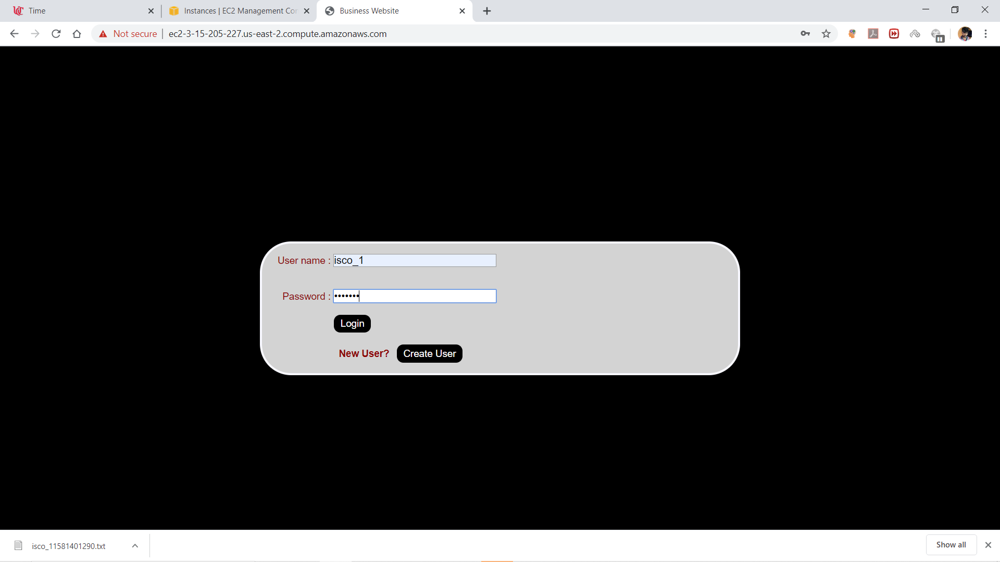 Time
Instances | EC2 Management Con
Business Website
Not secure
ec2-3-15-205-227.us-east-2.compute.amazonaws.com
User name : isco_1
Password : •••••••
Login
New User? Create User
isco_11581401290.txt
Show all